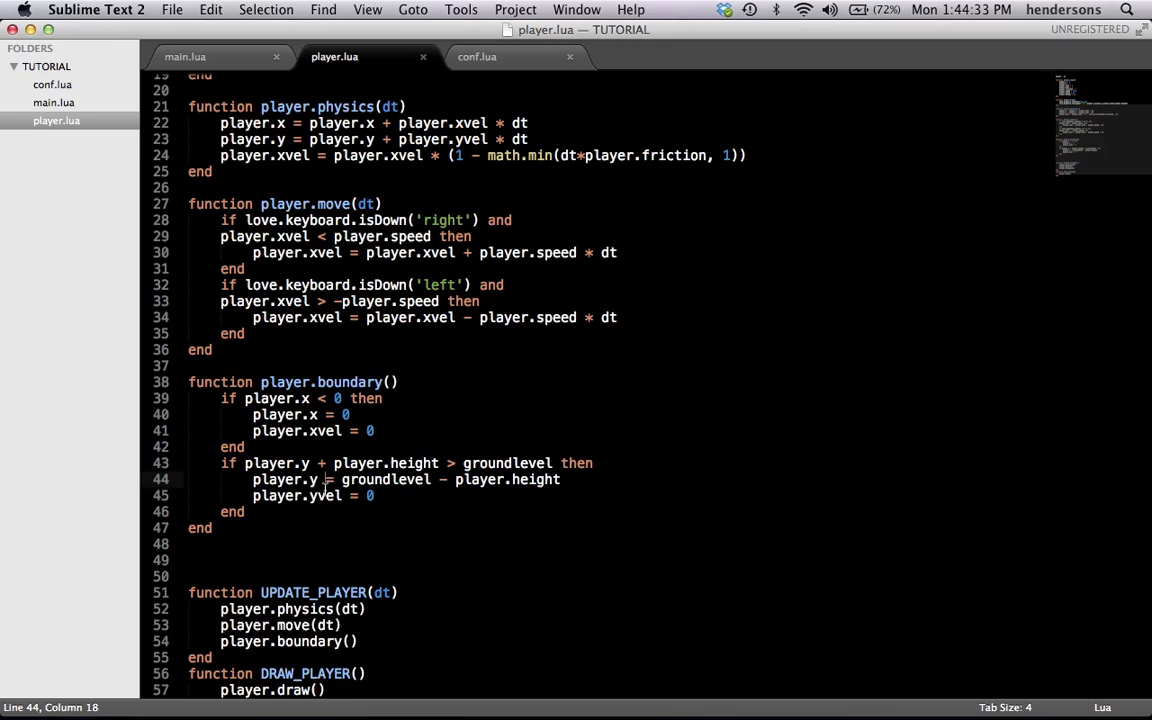 Sublime Text 2 File Edit Selection Find View Goto Tools Project Window Help (72%) Mon 1:44:33 PM hendersons
player.lua — TUTORIAL UNREGISTERED
FOLDERS
TUTORIAL
conf.lua
main.lua
player.lua
main.lua × player.lua × conf.lua ×
19 end
20
21 function player.physics(dt)
22 player.x = player.x + player.xvel * dt
23 player.y = player.y + player.yvel * dt
24 player.xvel = player.xvel * (1 - math.min(dt*player.friction, 1))
25 end
26
27 function player.move(dt)
28 if love.keyboard.isDown('right') and
29 player.xvel < player.speed then
30 player.xvel = player.xvel + player.speed * dt
31 end
32 if love.keyboard.isDown('left') and
33 player.xvel > -player.speed then
34 player.xvel = player.xvel - player.speed * dt
35 end
36 end
37
38 function player.boundary()
39 if player.x < 0 then
40 player.x = 0
41 player.xvel = 0
42 end
43 if player.y + player.height > groundlevel then
44 player.y = groundlevel - player.height
45 player.yvel = 0
46 end
47 end
48
49
50
51 function UPDATE_PLAYER(dt)
52 player.physics(dt)
53 player.move(dt)
54 player.boundary()
55 end
56 function DRAW_PLAYER()
57 player.draw()
Line 44, Column 18 Tab Size: 4 Lua